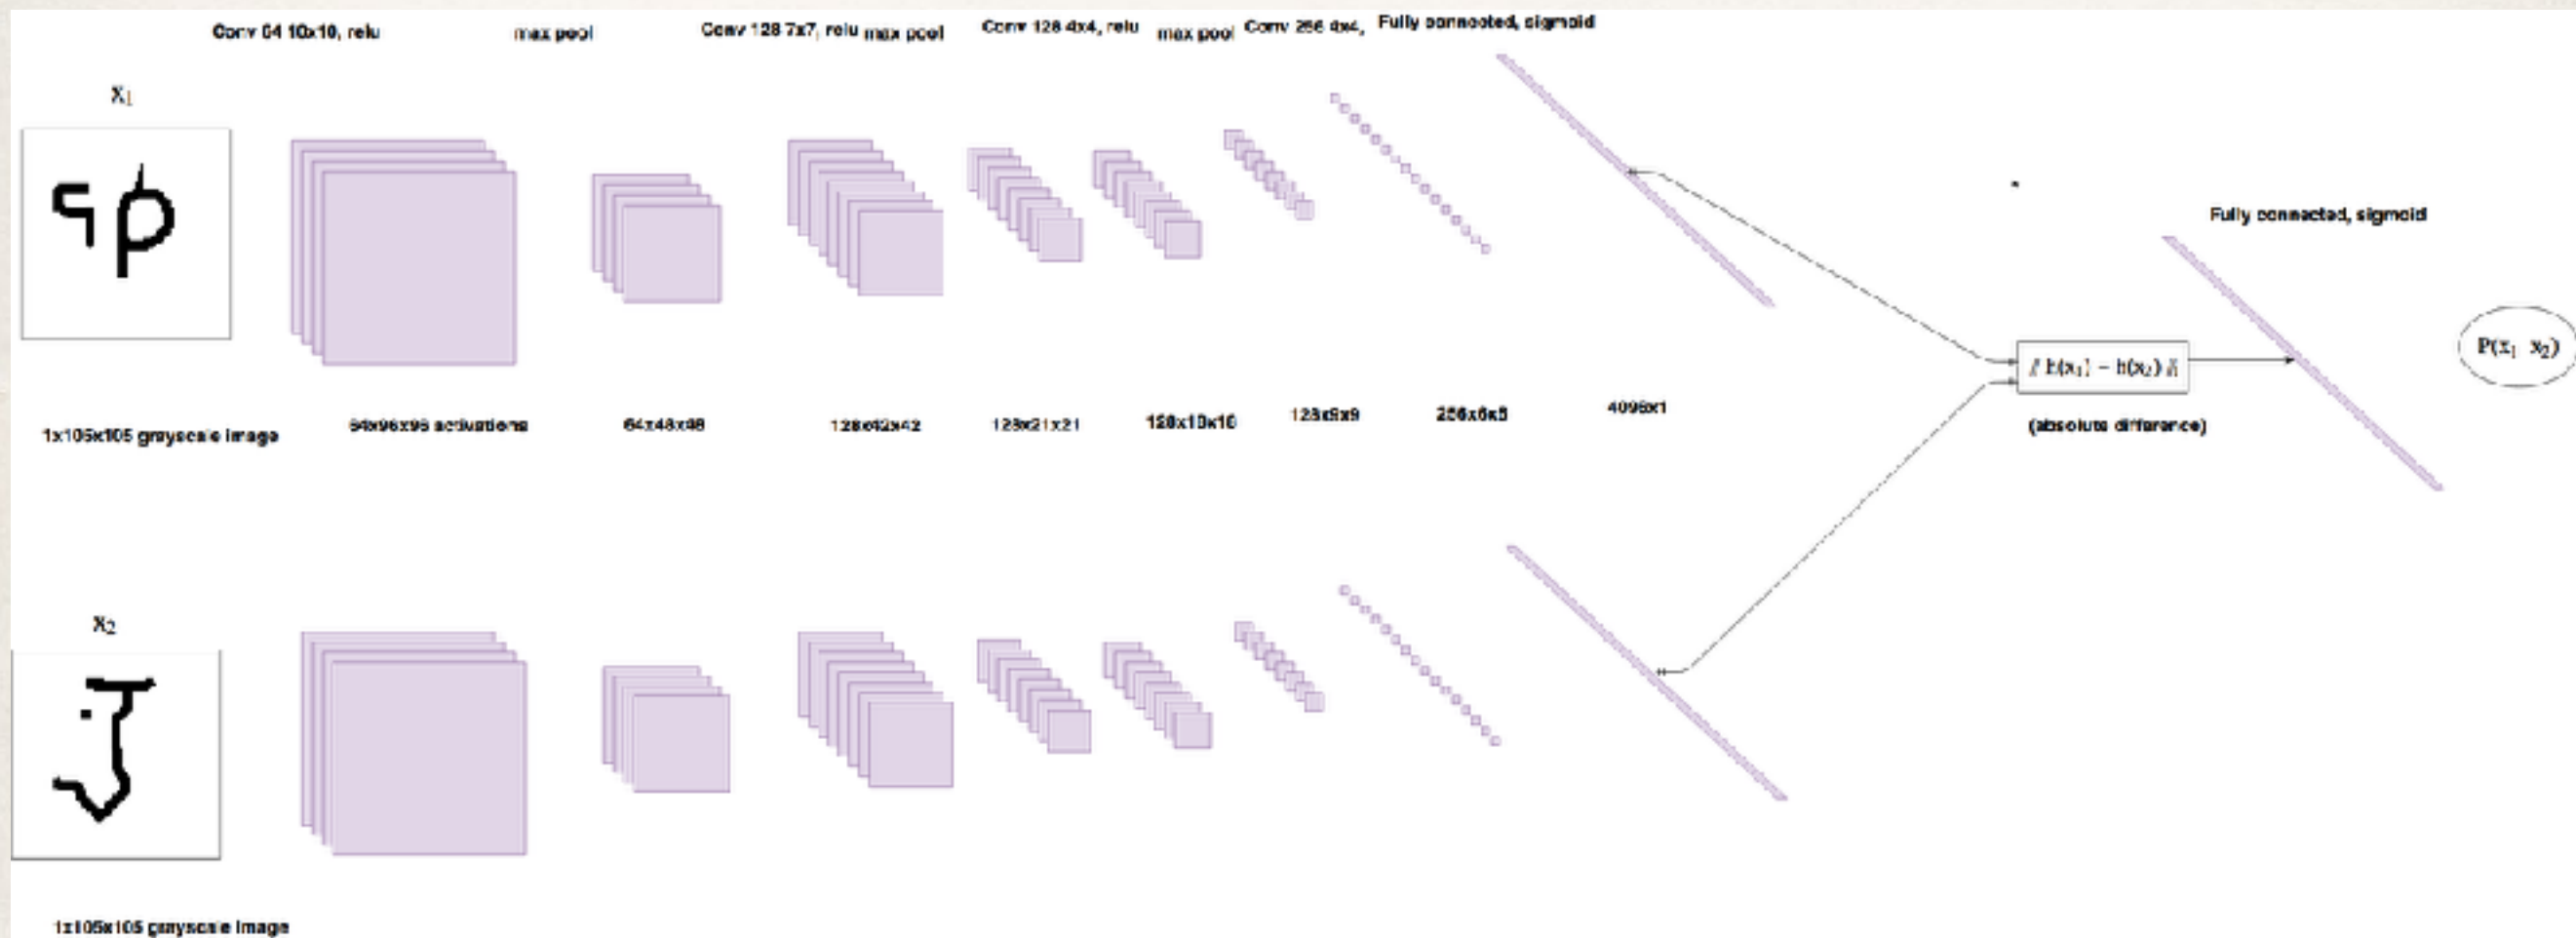 Conv 64 10x10, relu
max pool
Conv 128 7x7, relu
max pool
Conv 128 4x4, relu
max pool
Conv 256 4x4,
Fully connected, sigmoid
x₁
Fully connected, sigmoid
P(x₁ x₂)
(absolute difference)
1x105x105 grayscale image
64x96x96 activations
64x48x48
128x42x42
128x21x21
128x18x18
128x9x9
256x6x6
4096x1
x₂
1x105x105 grayscale image